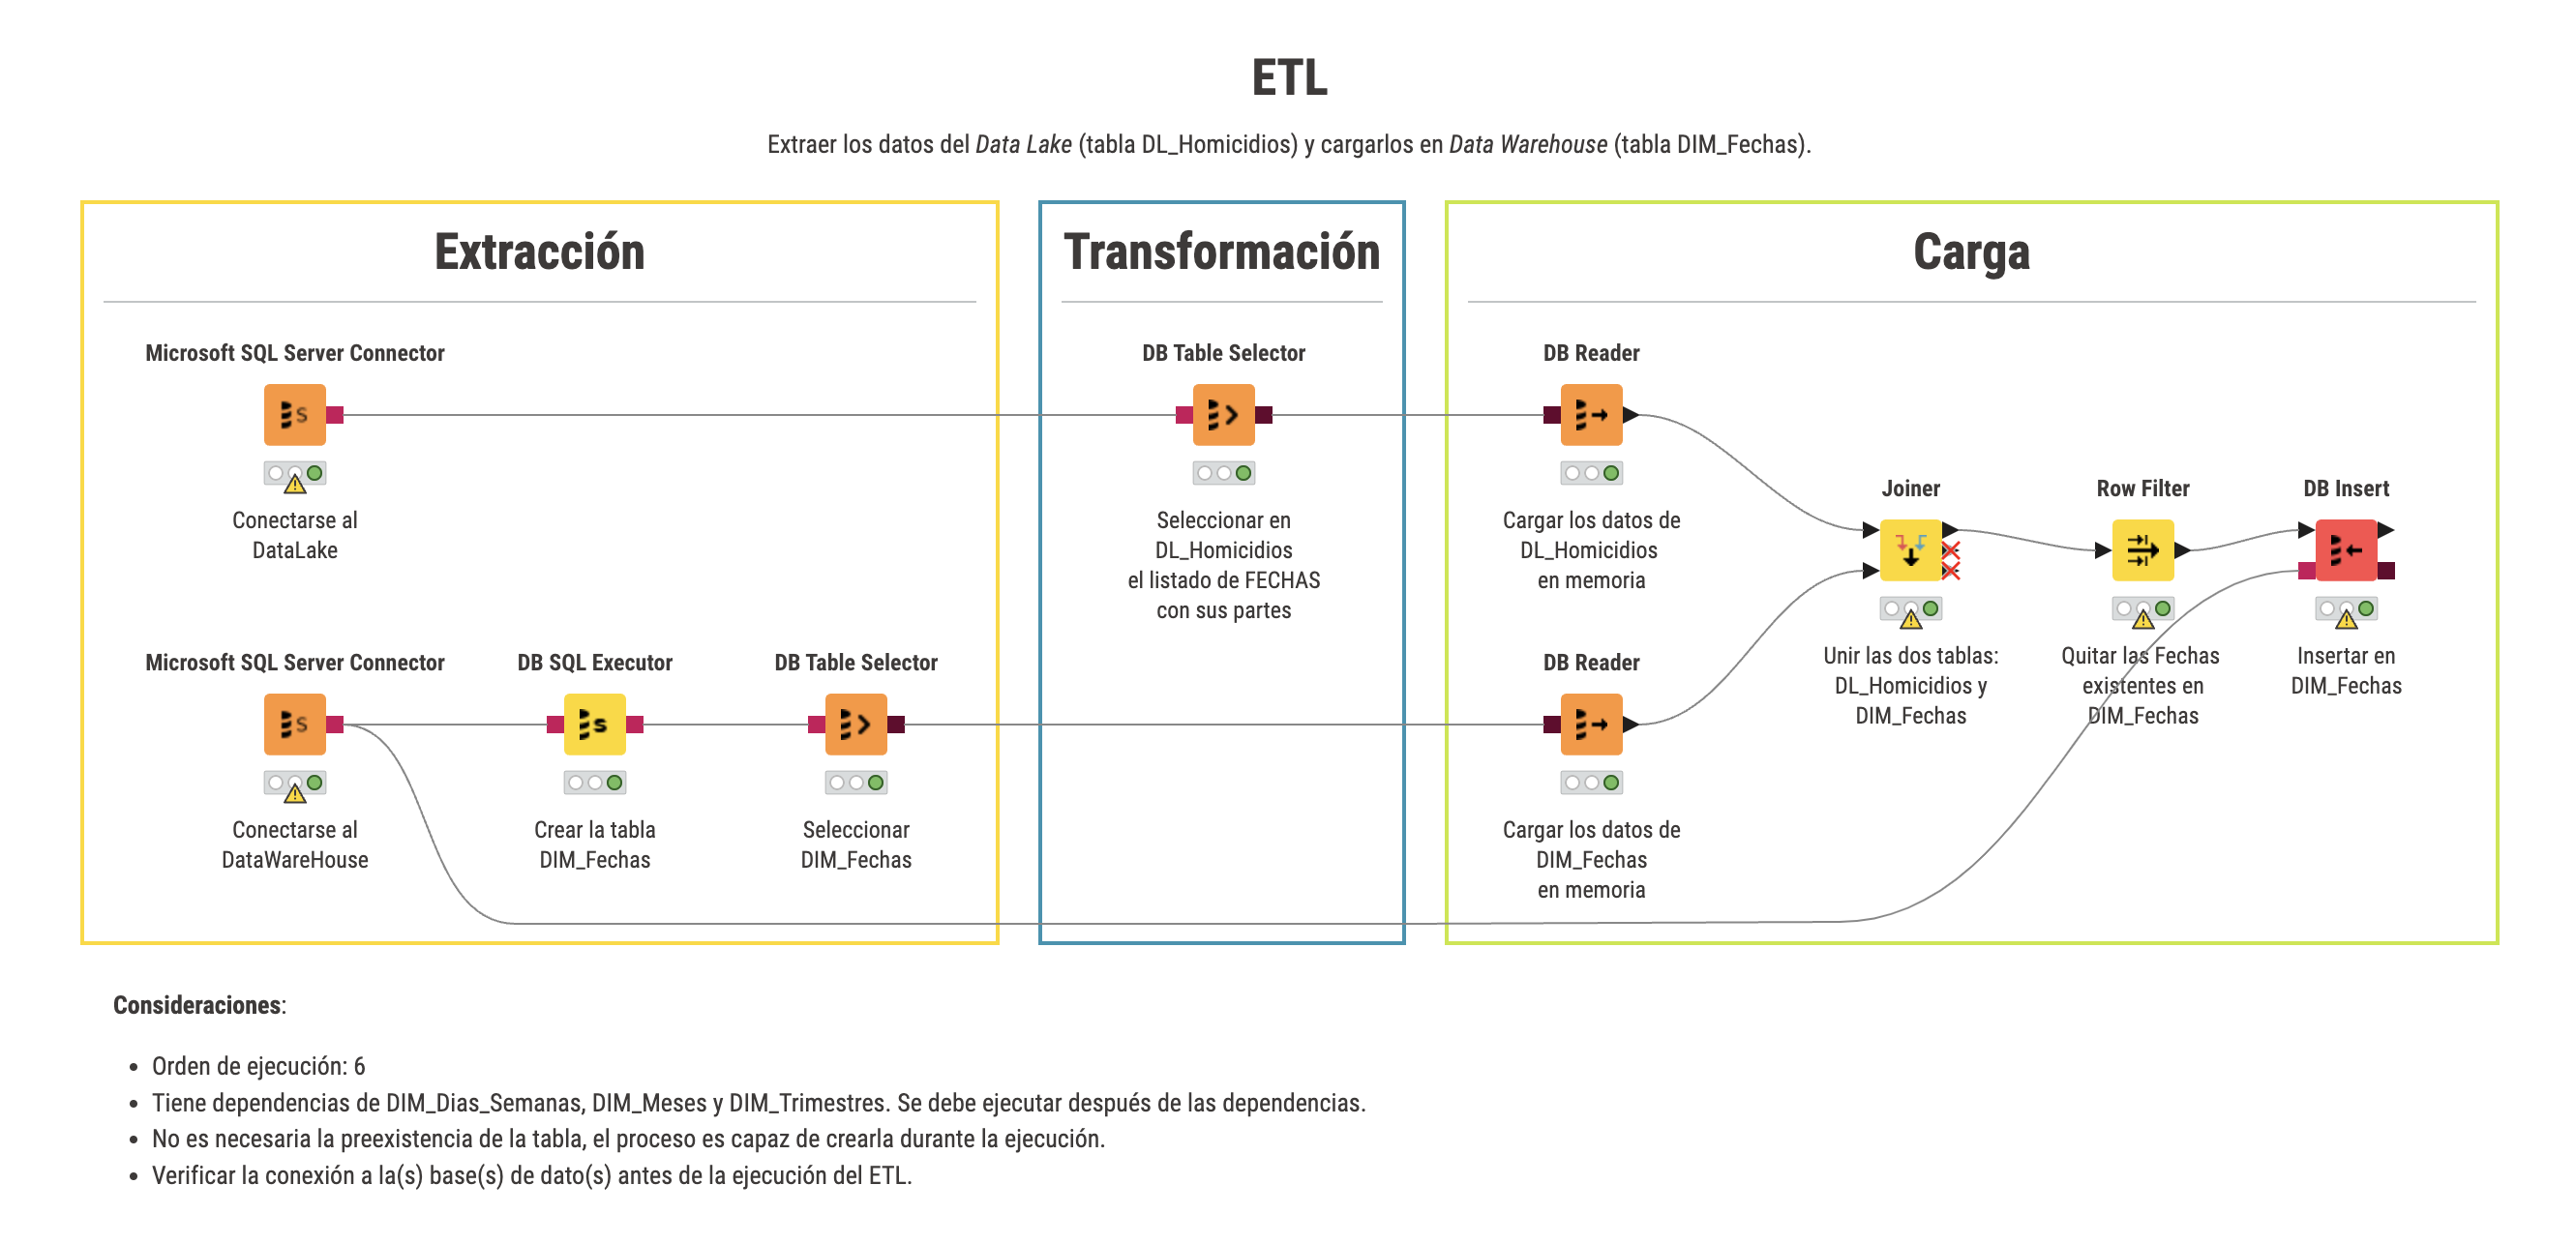 ETL
Extraer los datos del Data Lake (tabla DL_Homicidios) y cargarlos en Data Warehouse (tabla DIM_Fechas).
Extracción
Transformación
Carga
Microsoft SQL Server Connector
S
Conectarse al
DataLake
DB Table Selector
Seleccionar en
DL_Homicidios
el listado de FECHAS
con sus partes
DB Reader
Cargar los datos de
DL_Homicidios
en memoria
Joiner
Unir las dos tablas:
DL_Homicidios y
DIM_Fechas
Row Filter
Quitar las Fechas
existentes en
DIM_Fechas
DB Insert
Insertar en
DIM_Fechas
Microsoft SQL Server Connector
S
Conectarse al
DataWareHouse
DB SQL Executor
S
Crear la tabla
DIM_Fechas
DB Table Selector
Seleccionar
DIM_Fechas
DB Reader
Cargar los datos de
DIM_Fechas
en memoria
Consideraciones:
• Orden de ejecución: 6
• Tiene dependencias de DIM_Dias_Semanas, DIM_Meses y DIM_Trimestres. Se debe ejecutar después de las dependencias.
• No es necesaria la preexistencia de la tabla, el proceso es capaz de crearla durante la ejecución.
• Verificar la conexión a la(s) base(s) de dato(s) antes de la ejecución del ETL.